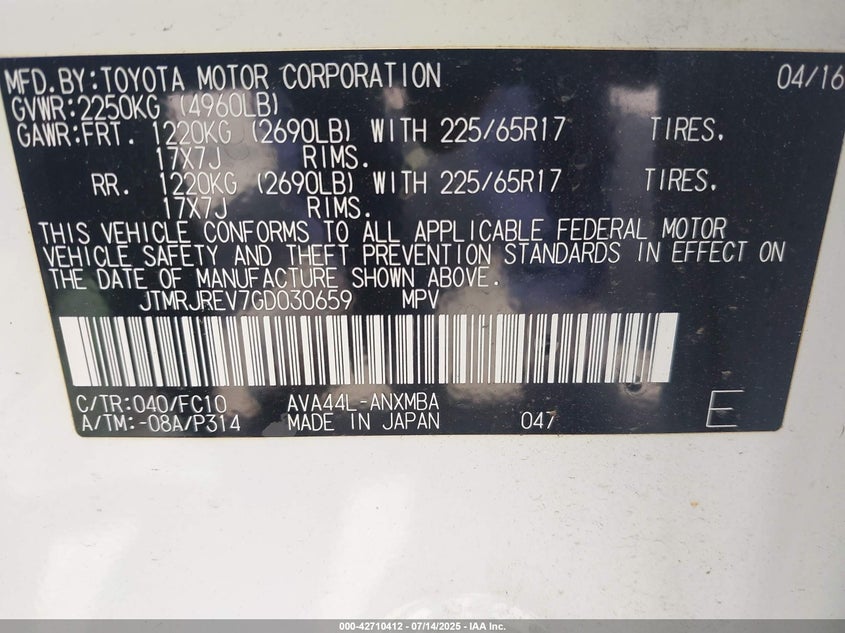 MFD.BY:TOYOTA MOTOR CORPORATION 04/16
GVWR:2250KG (4960LB)
GAWR:FRT. 1220KG (2690LB) WITH 225/65R17 TIRES.
17X7J RIMS.
RR. 1220KG (2690LB) WITH 225/65R17 TIRES.
17X7J RIMS.
THIS VEHICLE CONFORMS TO ALL APPLICABLE FEDERAL MOTOR
VEHICLE SAFETY AND THEFT PREVENTION STANDARDS IN EFFECT ON
THE DATE OF MANUFACTURE SHOWN ABOVE.
JTMRJREV7GD030659 MPV
C/TR:040/FC10 AVA44L-ANXMBA
A/TM:-08A/P314 MADE IN JAPAN 047 E
000-42710412 - 07/14/2025 - IAA Inc.